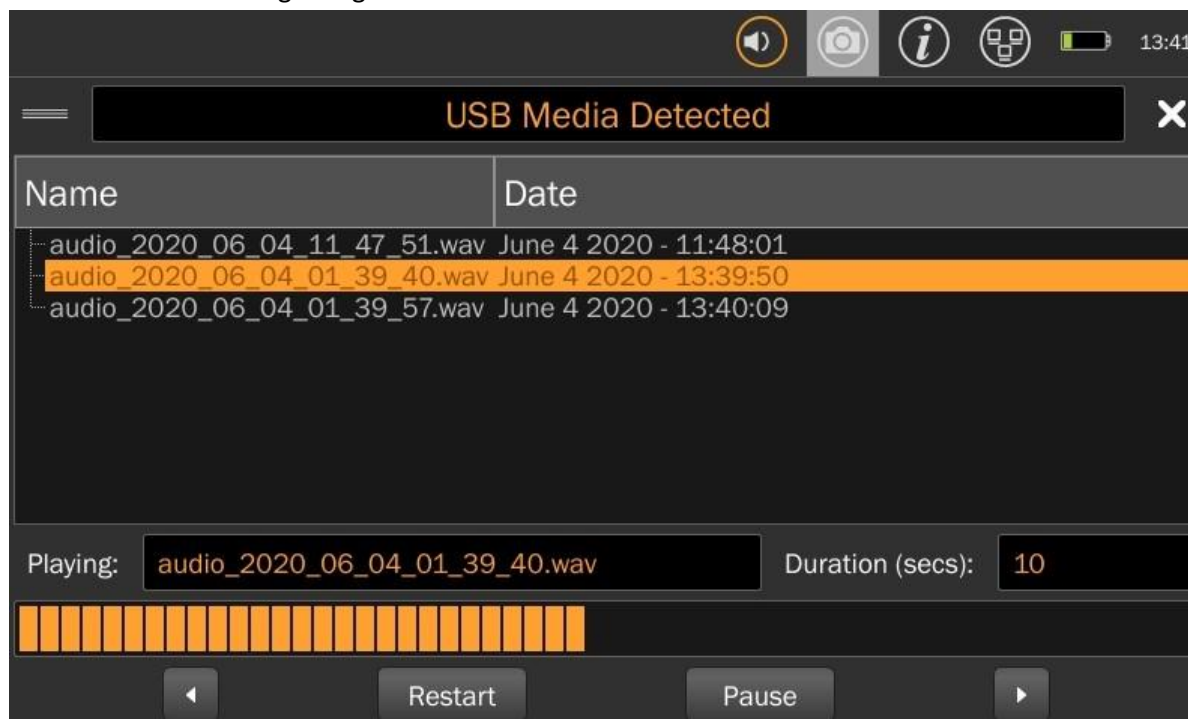 13:41
USB Media Detected
Name Date
audio_2020_06_04_11_47_51.wav June 4 2020 - 11:48:01
audio_2020_06_04_01_39_40.wav June 4 2020 - 13:39:50
audio_2020_06_04_01_39_57.wav June 4 2020 - 13:40:09
Playing: audio_2020_06_04_01_39_40.wav Duration (secs): 10
Restart Pause